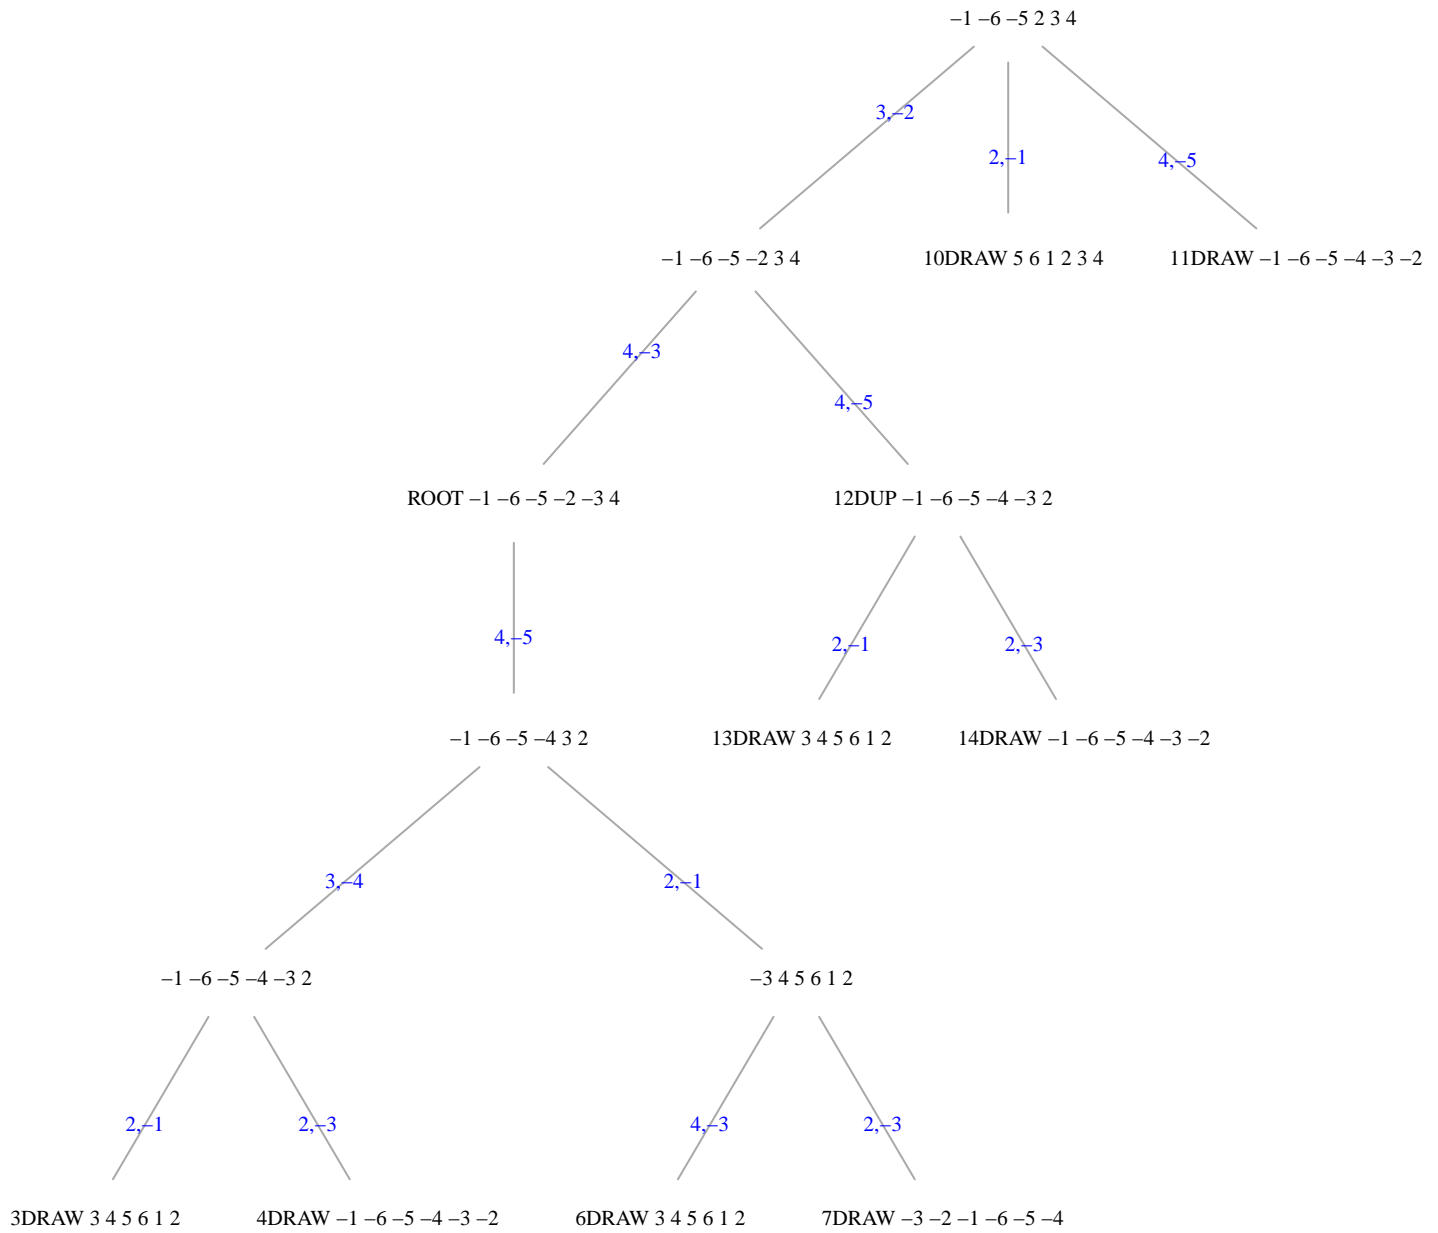 −1 −6 −5 2 3 4
3,−2
2,−1
4,−5
−1 −6 −5 −2 3 4
10DRAW 5 6 1 2 3 4
11DRAW −1 −6 −5 −4 −3 −2
4,−3
4,−5
ROOT −1 −6 −5 −2 −3 4
12DUP −1 −6 −5 −4 −3 2
4,−5
2,−1
2,−3
−1 −6 −5 −4 3 2
13DRAW 3 4 5 6 1 2
14DRAW −1 −6 −5 −4 −3 −2
3,−4
2,−1
−1 −6 −5 −4 −3 2
−3 4 5 6 1 2
2,−1
2,−3
4,−3
2,−3
3DRAW 3 4 5 6 1 2
4DRAW −1 −6 −5 −4 −3 −2
6DRAW 3 4 5 6 1 2
7DRAW −3 −2 −1 −6 −5 −4